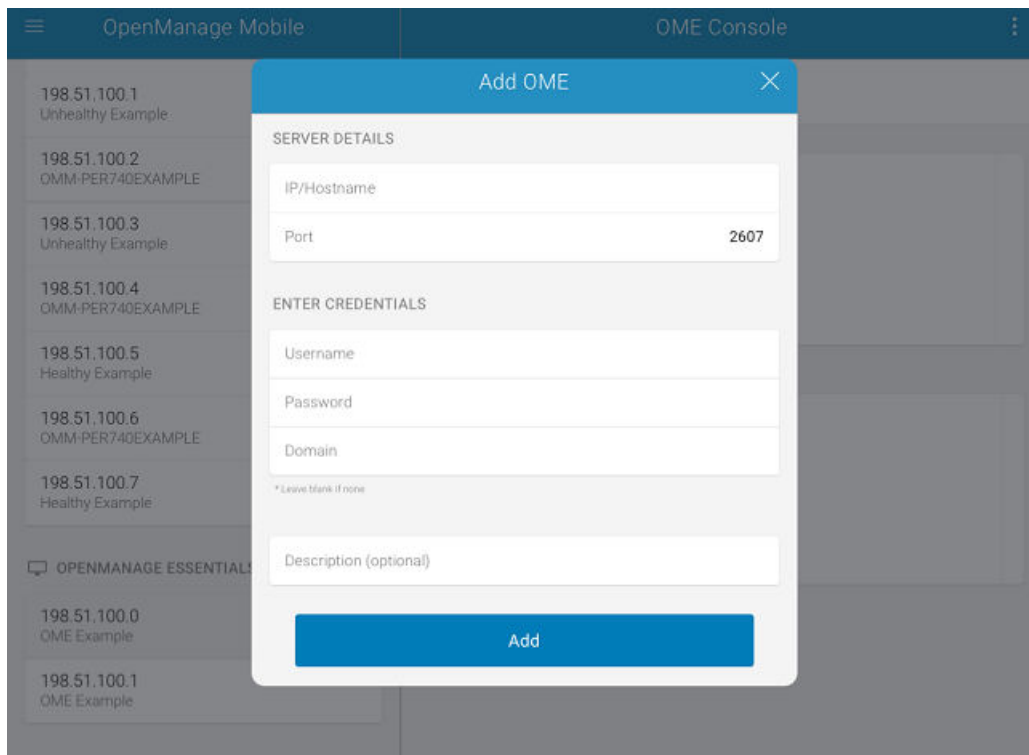 OpenManage Mobile
OME Console
198.51.100.1
Unhealthy Example
198.51.100.2
OMM-PER740EXAMPLE
198.51.100.3
Unhealthy Example
198.51.100.4
OMM-PER740EXAMPLE
198.51.100.5
Healthy Example
198.51.100.6
OMM-PER740EXAMPLE
198.51.100.7
Healthy Example
OPENMANAGE ESSENTIALS
198.51.100.0
OME Example
198.51.100.1
OME Example
Add OME
SERVER DETAILS
IP/Hostname
Port 2607
ENTER CREDENTIALS
Username
Password
Domain
* Leave blank if none
Description (optional)
Add